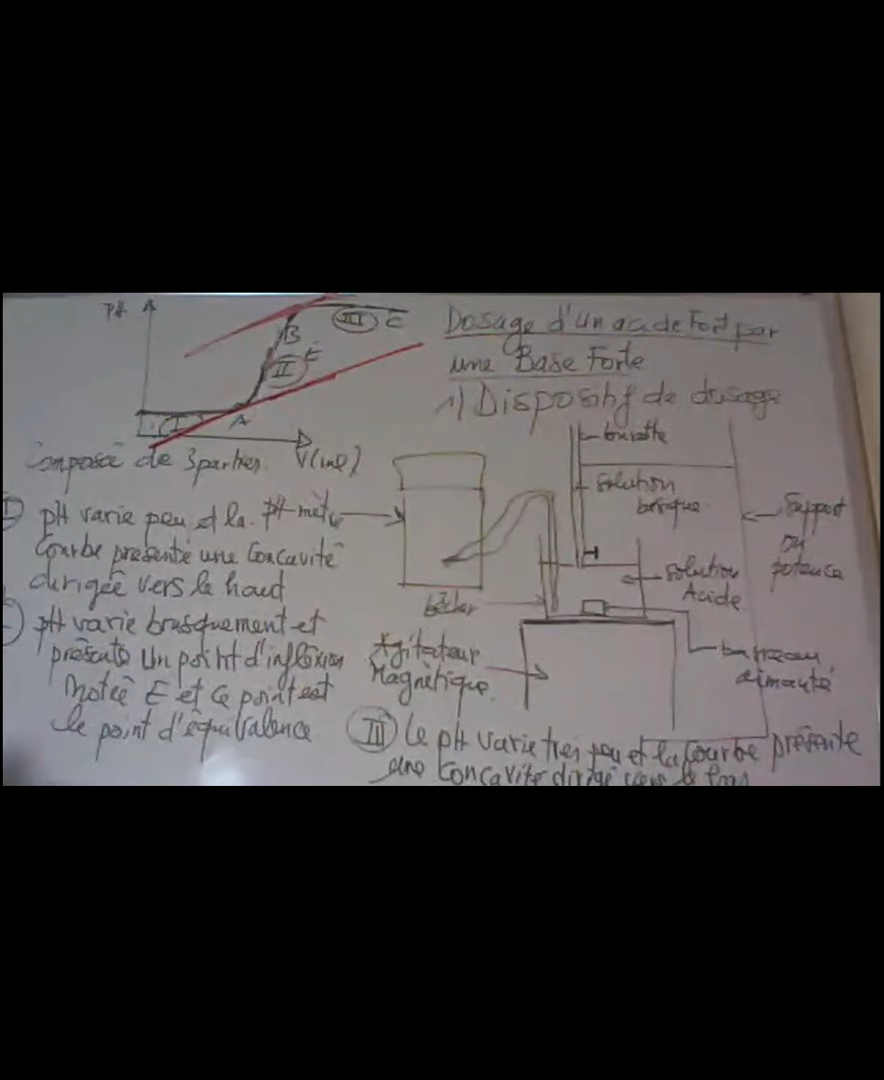 pH
III
C
B
II
E
I
A
V(ml)
Composée de 3 parties.
Dosage d'un acide Fort par
une Base Forte
1) Dispositif de dosage
burette
solution
basique
Support
ou
potence
pH-mètre
solution
Acide
bécher
barreau
aimanté
Agitateur
Magnètique.
I pH varie peu et la
Courbe présente une Concavité
dirigée vers le haut
pH varie brusquement et
présente un point d'inflexion
notée E et ce point est
le point d'équivalence
III Le pH varie très peu et la courbe présente
une Concavité dirigé vers le bas